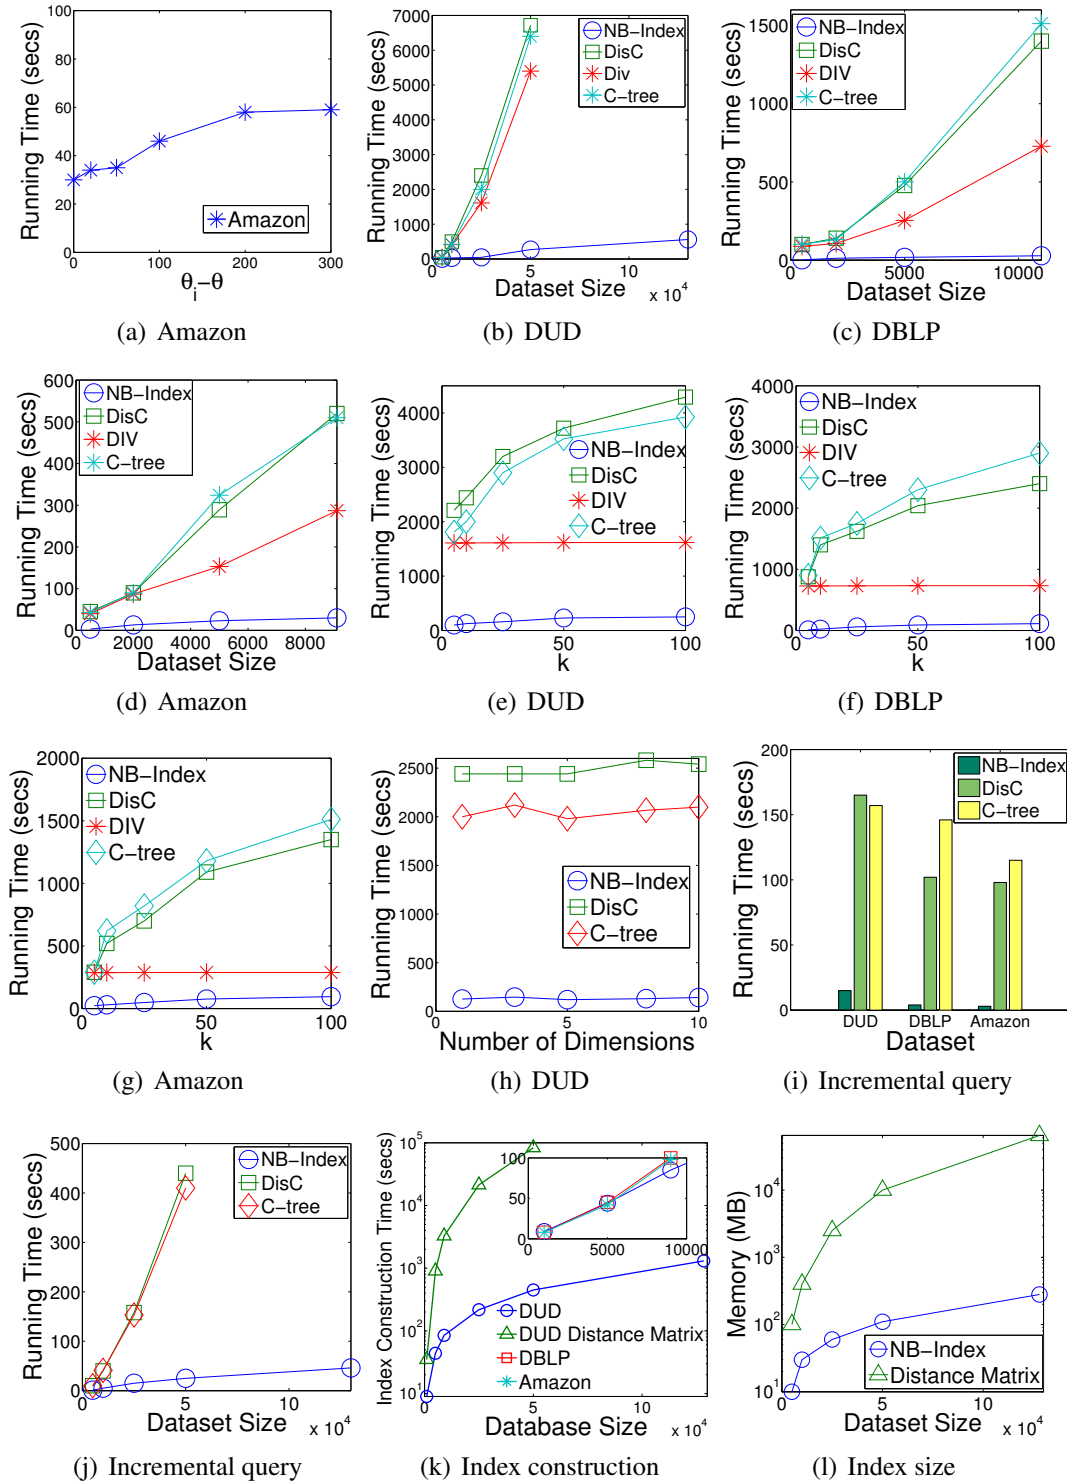 Running Time (secs)
100
80
60
40
20
0
0 100 200 300
θi−θ
Amazon
(a) Amazon
Running Time (secs)
7000
6000
5000
4000
3000
2000
1000
0
0 5 10
Dataset Size
x 10^4
NB−Index
DisC
Div
C−tree
(b) DUD
Running Time (secs)
1500
1000
500
0
0 5000 10000
Dataset Size
NB−Index
DisC
DIV
C−tree
(c) DBLP
Running Time (secs)
600
500
400
300
200
100
0
0 2000 4000 6000 8000
Dataset Size
NB−Index
DisC
DIV
C−tree
(d) Amazon
Running Time (secs)
4000
3000
2000
1000
0
0 50 100
k
NB−Index
DisC
DIV
C−tree
(e) DUD
Running Time (secs)
4000
3000
2000
1000
0
0 50 100
k
NB−Index
DisC
DIV
C−tree
(f) DBLP
Running Time (secs)
2000
1500
1000
500
0
0 50 100
k
NB−Index
DisC
DIV
C−tree
(g) Amazon
Running Time (secs)
2500
2000
1500
1000
500
0
0 5 10
Number of Dimensions
NB−Index
DisC
C−tree
(h) DUD
Running Time (secs)
200
150
100
50
0
DUD DBLP Amazon
Dataset
NB−Index
DisC
C−tree
(i) Incremental query
Running Time (secs)
500
400
300
200
100
0
0 5 10
Dataset Size
x 10^4
NB−Index
DisC
C−tree
(j) Incremental query
Index Construction Time (secs)
10^5
10^4
10^3
10^2
10^1
0 5 10
Database Size
x 10^4
100
50
0
0 5000 10000
DUD
DUD Distance Matrix
DBLP
Amazon
(k) Index construction
Memory (MB)
10^4
10^3
10^2
10^1
0 5 10
Dataset Size
x 10^4
NB−Index
Distance Matrix
(l) Index size